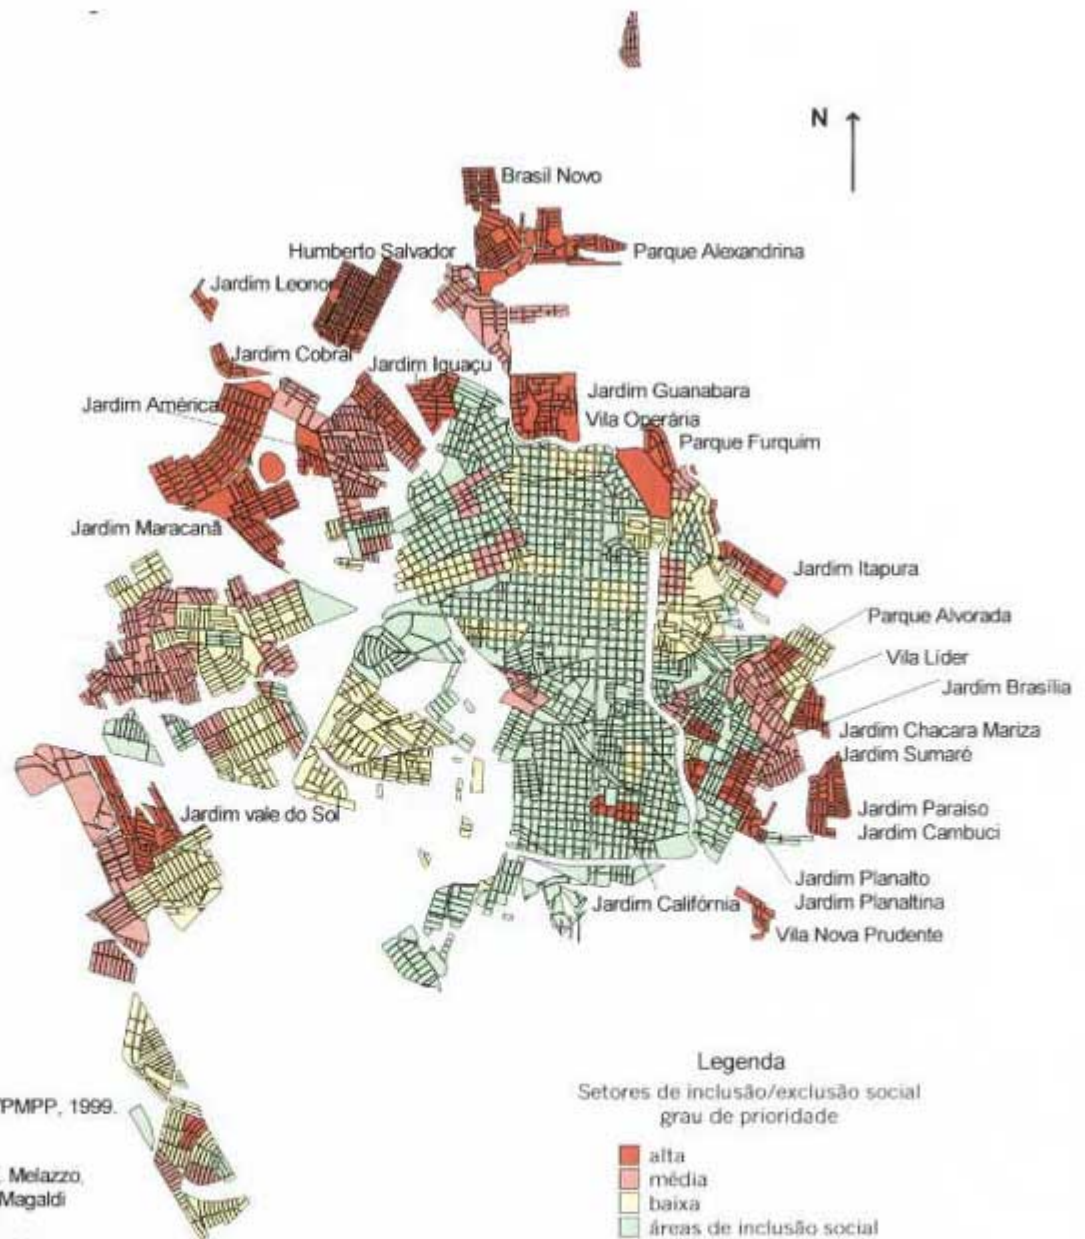 N
Brasil Novo
Humberto Salvador
Parque Alexandrina
Jardim Leonor
Jardim Cobral
Jardim Iguaçu
Jardim Guanabara
Jardim América
Vila Operária
Parque Furquim
Jardim Maracanã
Jardim Itapura
Parque Alvorada
Vila Líder
Jardim Brasília
Jardim Chacara Mariza
Jardim Sumaré
Jardim vale do Sol
Jardim Paraiso
Jardim Cambuci
Jardim Planalto
Jardim Califórnia
Jardim Planaltina
Vila Nova Prudente
Legenda
Setores de inclusão/exclusão social
grau de prioridade
alta
média
baixa
áreas de inclusão social
/PMPP, 1999.
Melazzo,
Magaldi